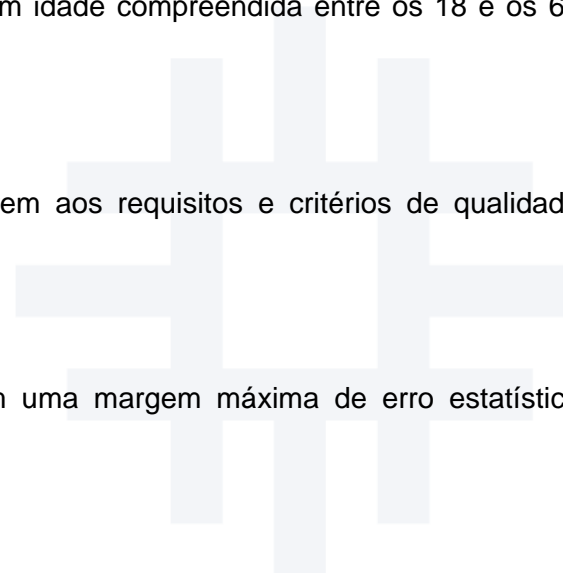 m idade compreendida entre os 18 e os 6
em aos requisitos e critérios de qualidad
uma margem máxima de erro estatístic